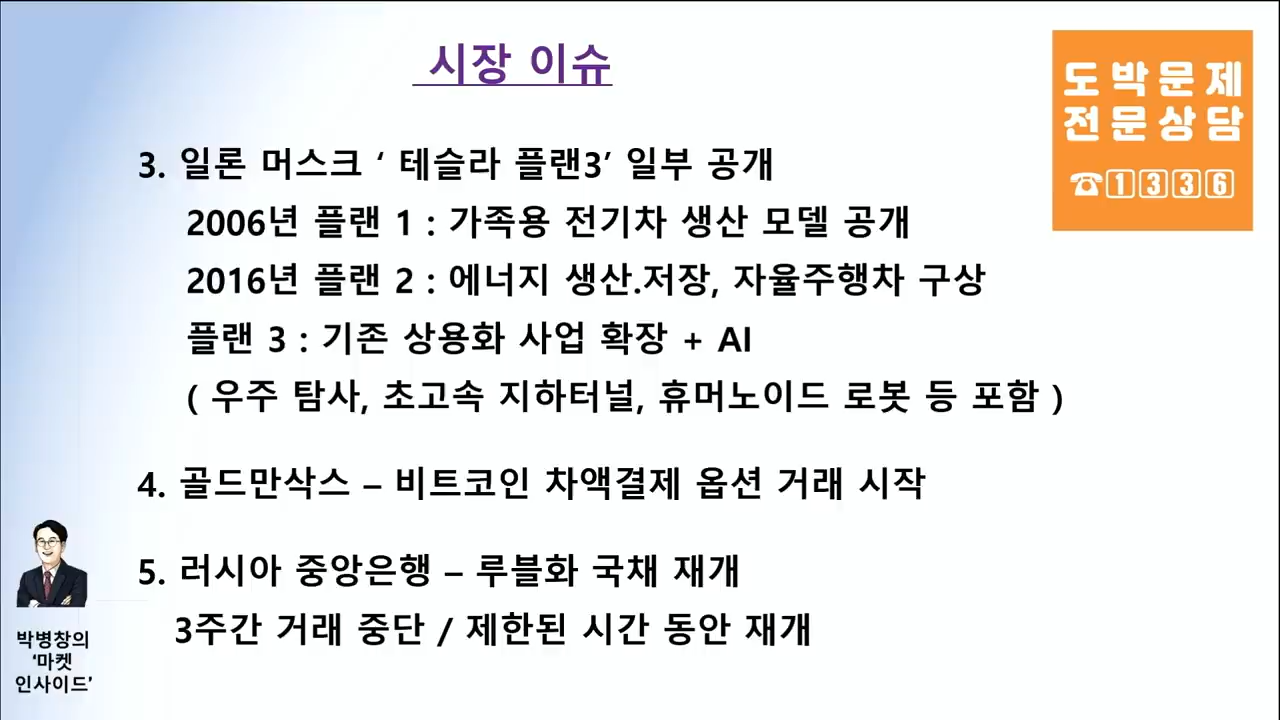 시장 이슈
도박문제
전문상담
☎1336
3. 일론 머스크 ‘ 테슬라 플랜3’ 일부 공개
2006년 플랜 1 : 가족용 전기차 생산 모델 공개
2016년 플랜 2 : 에너지 생산.저장, 자율주행차 구상
플랜 3 : 기존 상용화 사업 확장 + AI
( 우주 탐사, 초고속 지하터널, 휴머노이드 로봇 등 포함 )
4. 골드만삭스 – 비트코인 차액결제 옵션 거래 시작
5. 러시아 중앙은행 – 루블화 국채 재개
3주간 거래 중단 / 제한된 시간 동안 재개
박병창의
‘마켓
인사이드’